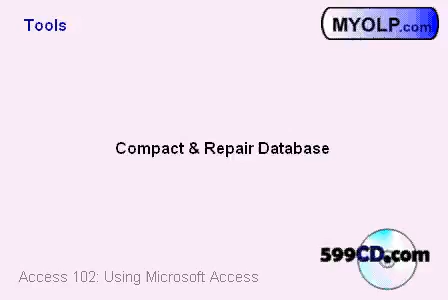 Tools
MYOLP.com
Compact & Repair Database
599CD.com
Access 102: Using Microsoft Access